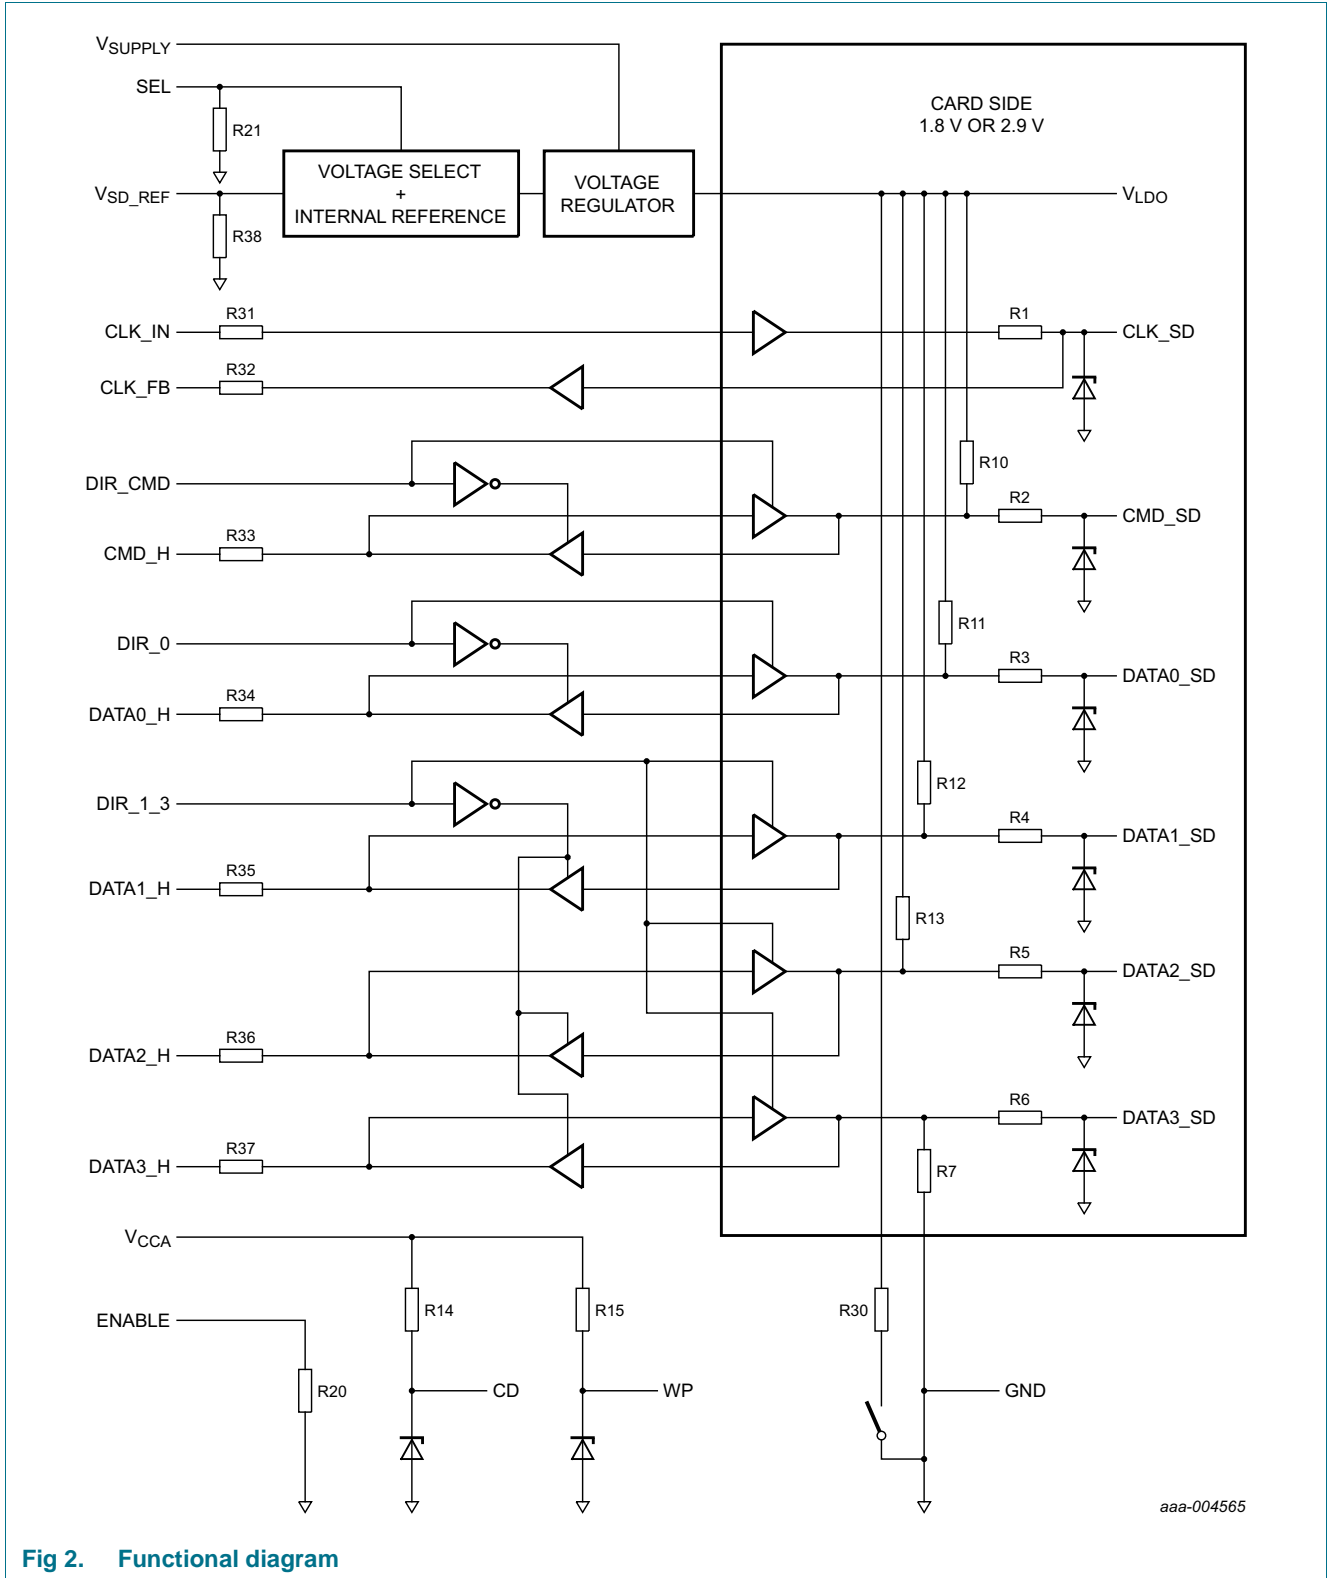 VSUPPLY
SEL
R21
CARD SIDE
1.8 V OR 2.9 V
VOLTAGE SELECT
+
INTERNAL REFERENCE
VOLTAGE
REGULATOR
VSD_REF
VLDO
R38
CLK_IN
R31
R1
CLK_SD
CLK_FB
R32
R10
DIR_CMD
R2
CMD_SD
CMD_H
R33
R11
DIR_0
R3
DATA0_SD
DATA0_H
R34
R12
DIR_1_3
R4
DATA1_SD
DATA1_H
R35
R13
R5
DATA2_SD
DATA2_H
R36
R6
DATA3_SD
DATA3_H
R37
R7
VCCA
ENABLE
R14
R15
R30
R20
CD
WP
GND
aaa-004565
Fig 2. Functional diagram